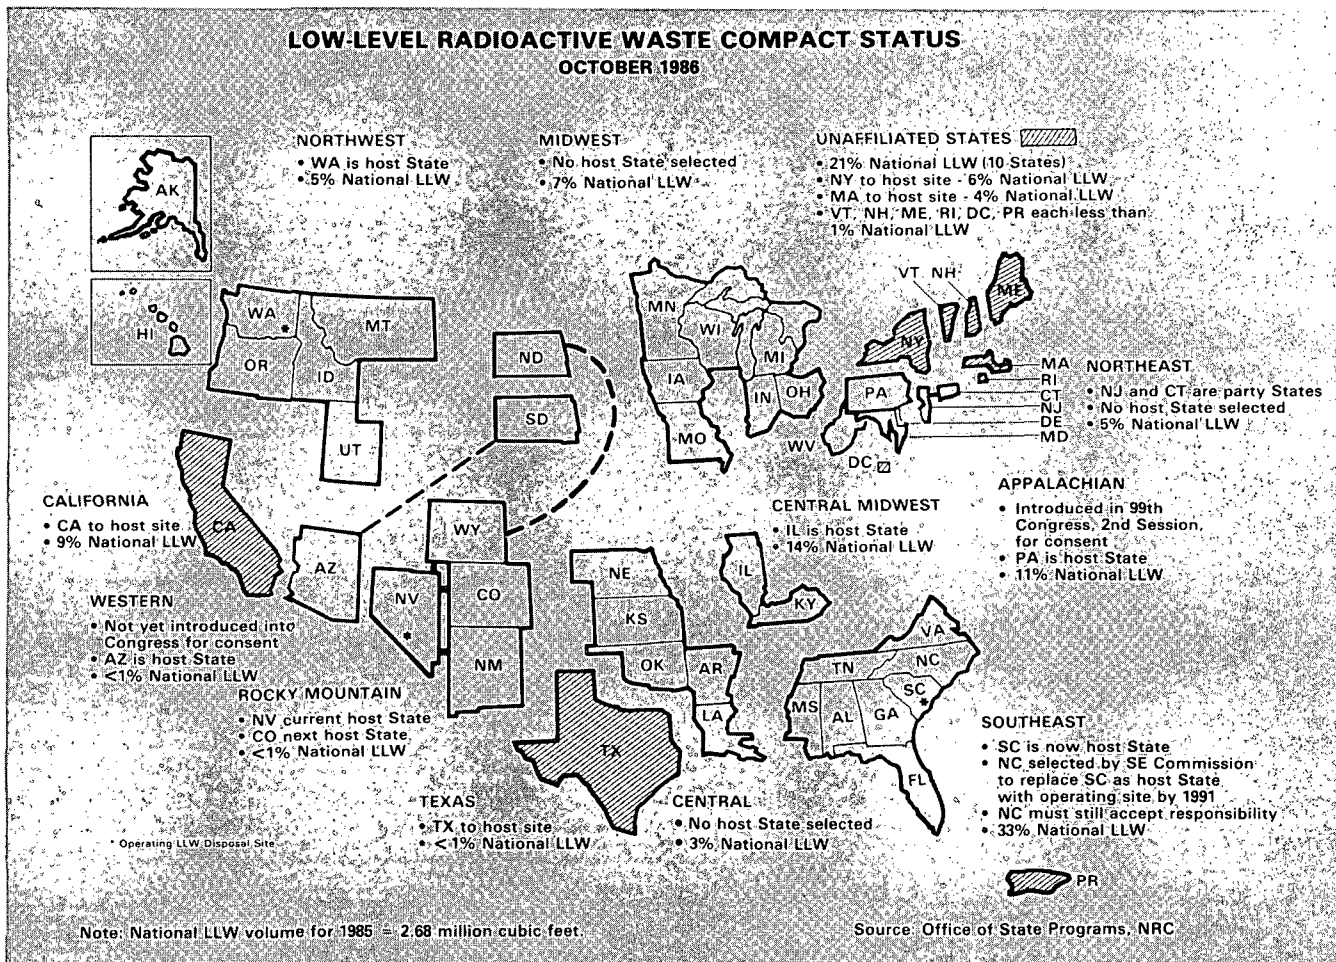 LOW-LEVEL RADIOACTIVE WASTE COMPACT STATUS
OCTOBER 1986
NORTHWEST
• WA is host State
• 5% National LLW
MIDWEST
• No host State selected
• 7% National LLW
UNAFFILIATED STATES
• 21% National LLW (10 States)
• NY to host site - 6% National LLW
• MA to host site - 4% National LLW
• VT, NH, ME, RI, DC, PR each less than
1% National LLW
AK
HI
WA
*
MT
OR
ID
UT
ND
SD
MN
WI
MI
IA
IN
OH
MO
VT
NH
ME
NY
PA
WV
DC
MA
RI
CT
NJ
DE
MD
NORTHEAST
• NJ and CT are party States
• No host State selected
• 5% National LLW
CALIFORNIA
• CA to host site
• 9% National LLW
CA
AZ
WY
NV
*
CO
NM
CENTRAL MIDWEST
• IL is host State
• 14% National LLW
IL
KY
APPALACHIAN
• Introduced in 99th
Congress, 2nd Session,
for consent
• PA is host State
• 11% National LLW
WESTERN
• Not yet introduced into
Congress for consent
• AZ is host State
• <1% National LLW
NE
KS
OK
AR
LA
TX
VA
TN
NC
SC
*
MS
AL
GA
FL
ROCKY MOUNTAIN
• NV current host State
• CO next host State
• <1% National LLW
SOUTHEAST
• SC is now host State
• NC selected by SE Commission
to replace SC as host State
with operating site by 1991
• NC must still accept responsibility
• 33% National LLW
TEXAS
• TX to host site
• <1% National LLW
CENTRAL
• No host State selected
• 3% National LLW
* Operating LLW Disposal Site
PR
Note: National LLW volume for 1985 = 2.68 million cubic feet.
Source: Office of State Programs, NRC